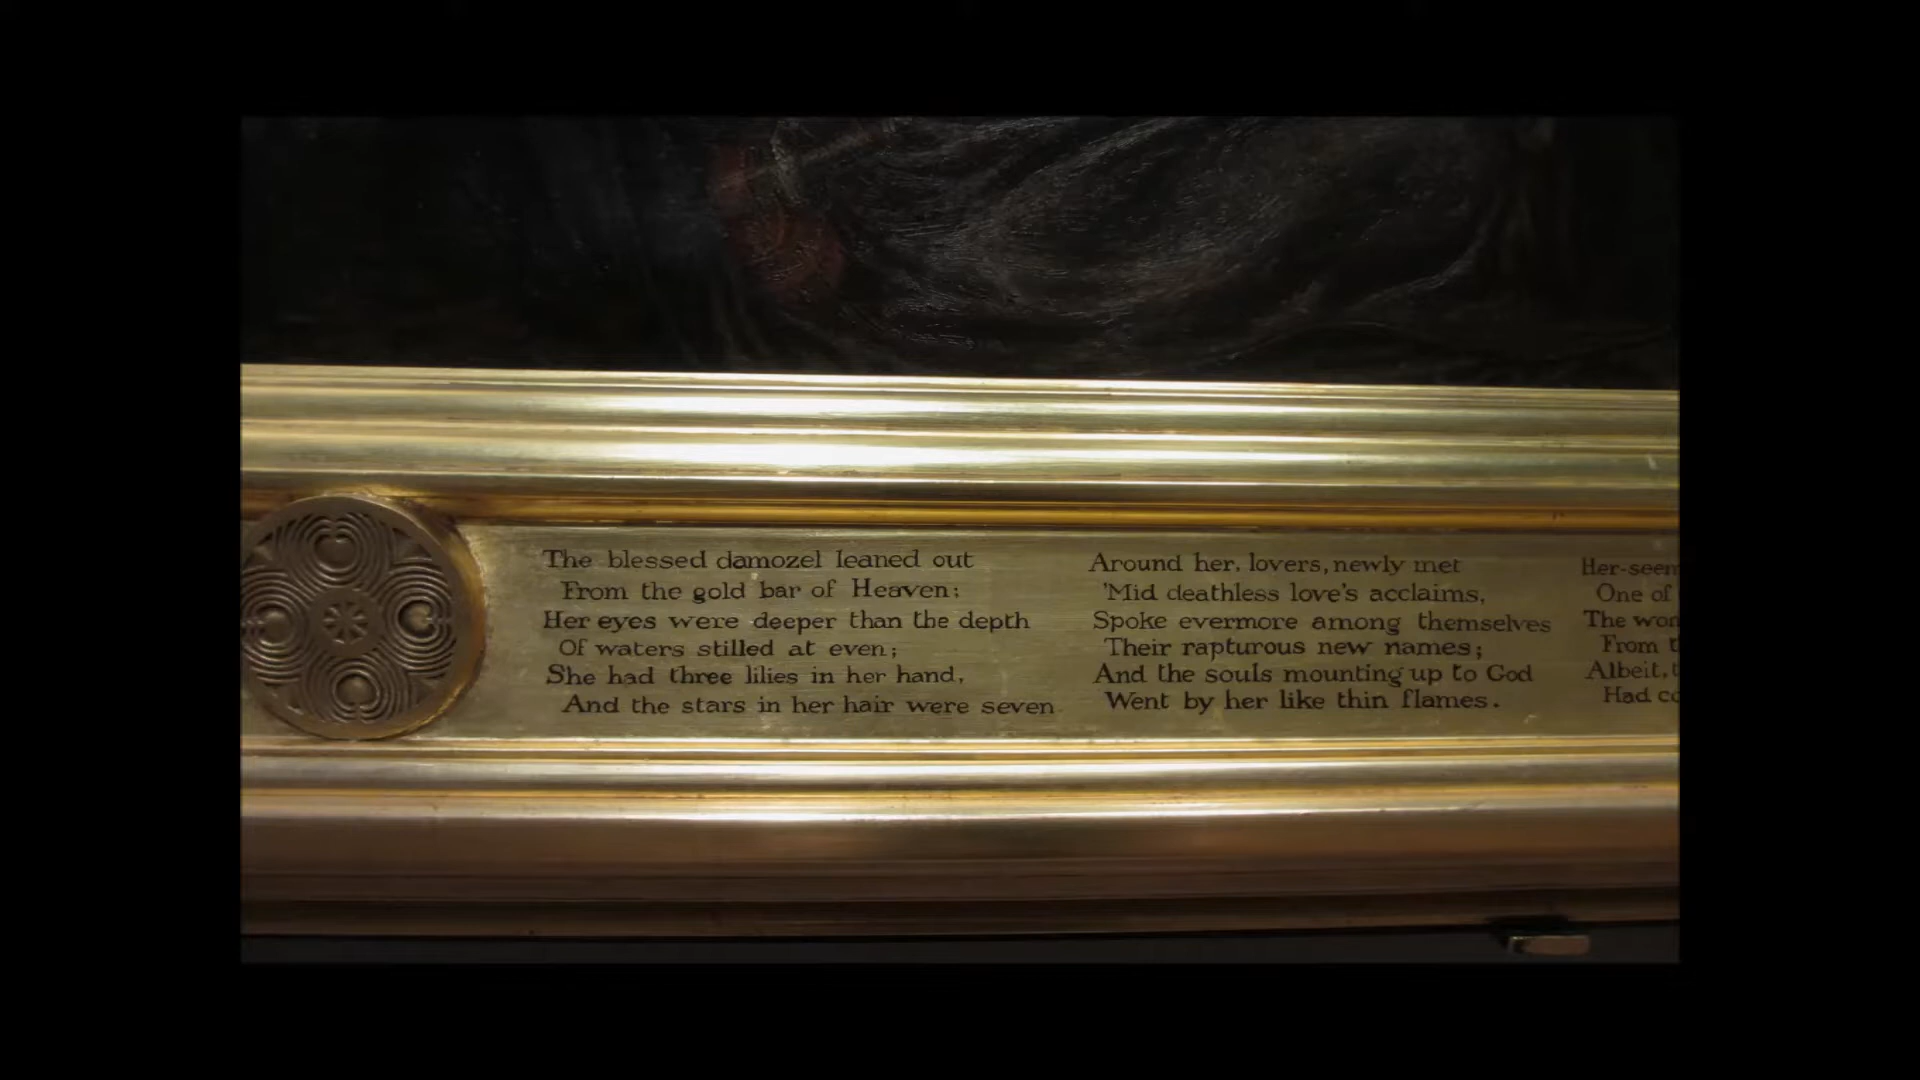 The blessed damozel leaned out
From the gold bar of Heaven:
Her eyes were deeper than the depth
Of waters stilled at even;
She had three lilies in her hand,
And the stars in her hair were seven
Around her, lovers, newly met
'Mid deathless love's acclaims,
Spoke evermore among themselves
Their rapturous new names;
And the souls mounting up to God
Went by her like thin flames.
One of
The
From
Albeit,
Had